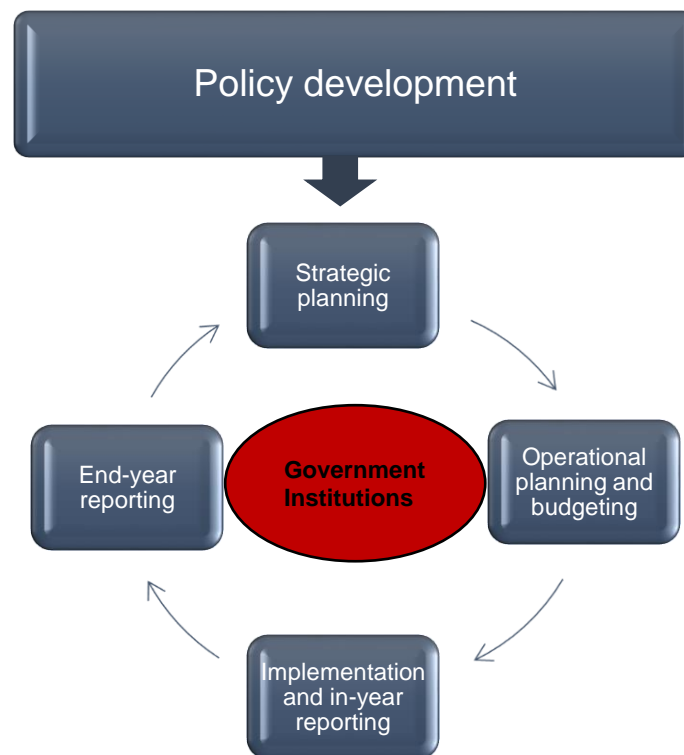 Policy development
Strategic
planning
Operational
planning and
budgeting
Government
Institutions
End-year
reporting
Implementation
and in-year
reporting